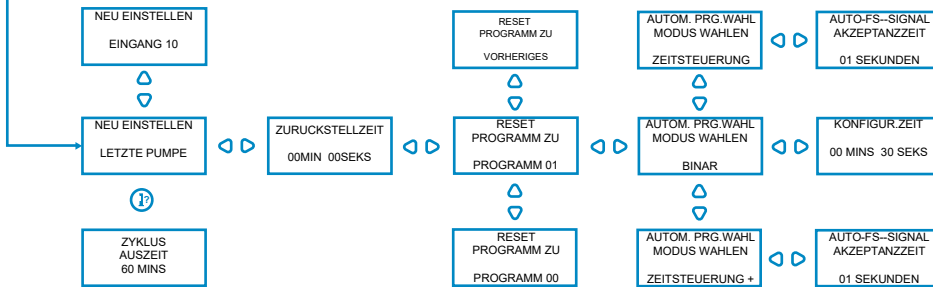 NEU EINSTELLEN
EINGANG 10
RESET
PROGRAMM ZU
VORHERIGES
AUTOM. PRG.WAHL
MODUS WAHLEN
ZEITSTEUERUNG
AUTO-FS--SIGNAL
AKZEPTANZZEIT
01 SEKUNDEN
NEU EINSTELLEN
LETZTE PUMPE
ZURUCKSTELLZEIT
00MIN 00SEKS
RESET
PROGRAMM ZU
PROGRAMM 01
AUTOM. PRG.WAHL
MODUS WAHLEN
BINAR
KONFIGUR.ZEIT
00 MINS 30 SEKS
?
ZYKLUS
AUSZEIT
60 MINS
RESET
PROGRAMM ZU
PROGRAMM 00
AUTOM. PRG.WAHL
MODUS WAHLEN
ZEITSTEUERUNG +
AUTO-FS--SIGNAL
AKZEPTANZZEIT
01 SEKUNDEN